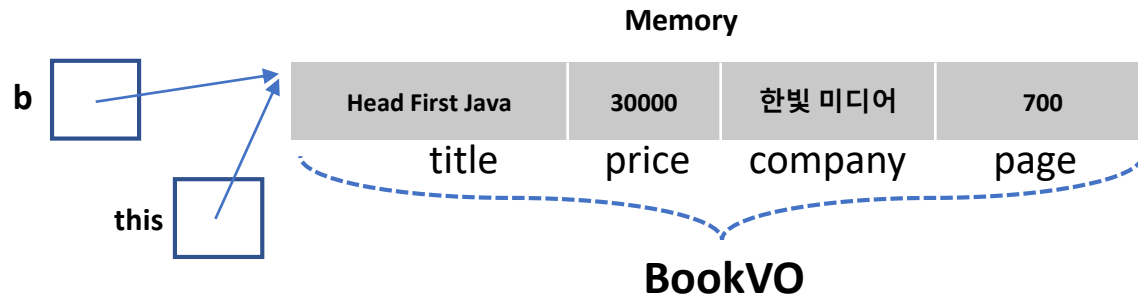 Memory
b
Head First Java 30000 한빛 미디어 700
title price company page
this
BookVO